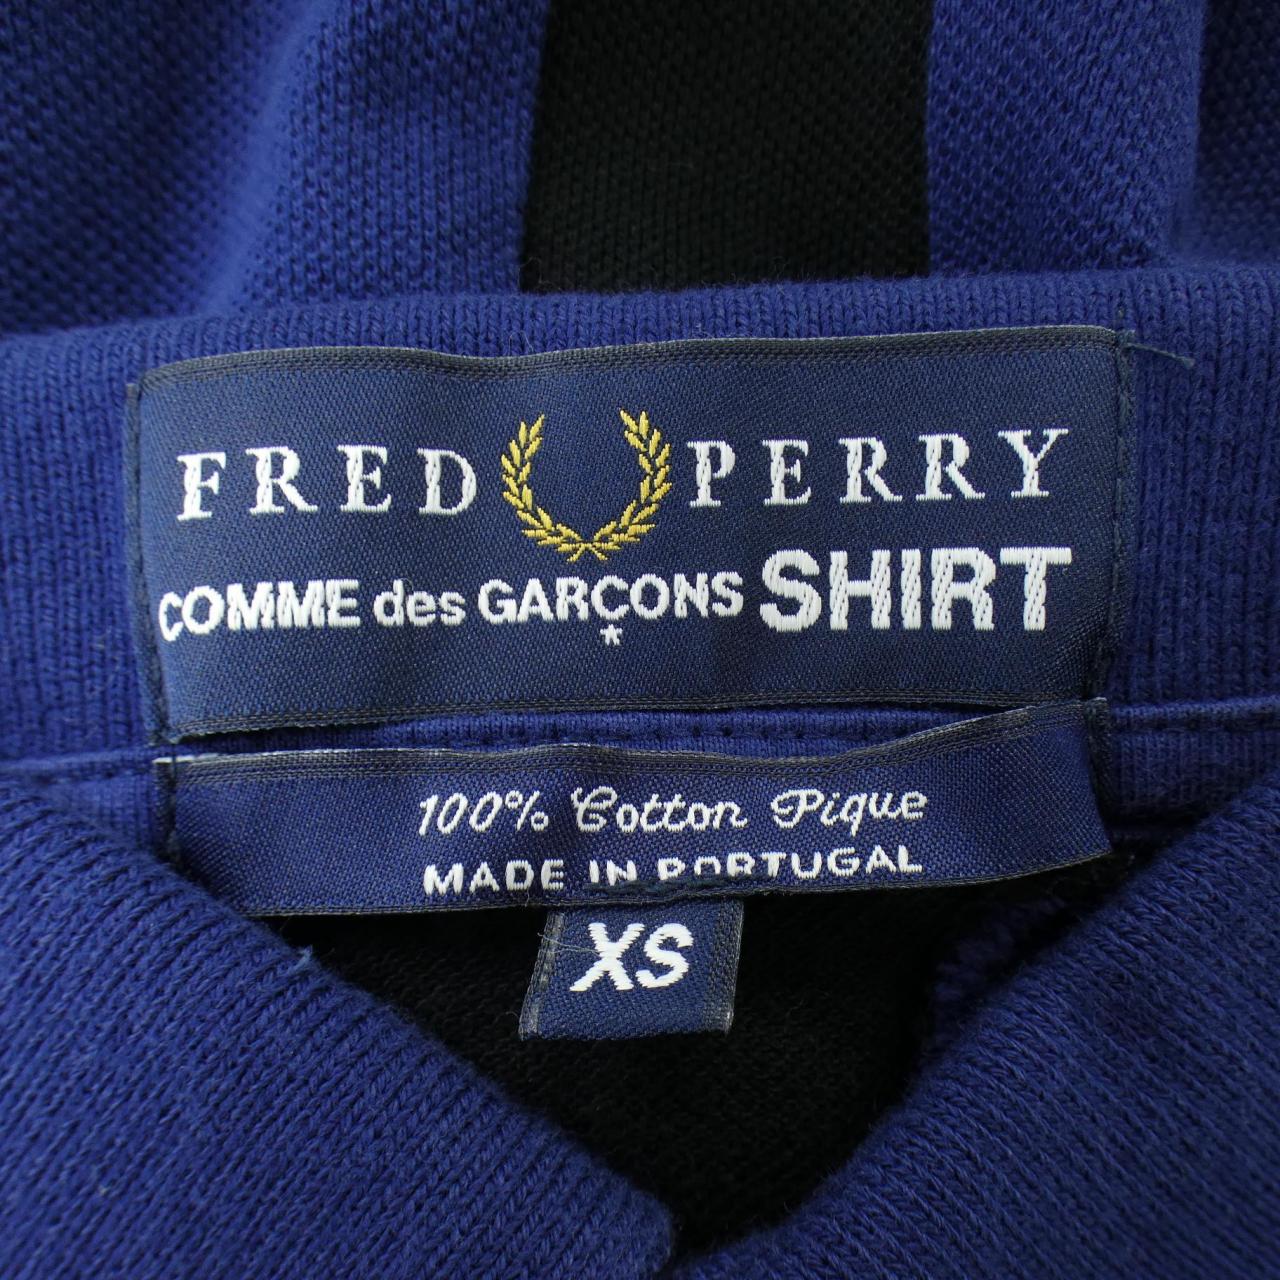 FRED PERRY
COMME des GARÇONS SHIRT
*
100% Cotton Pique
MADE IN PORTUGAL
XS